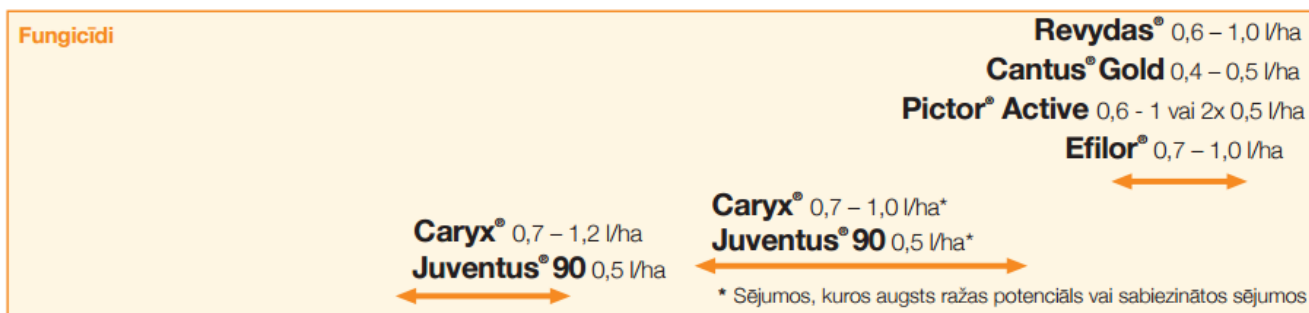 Fungicīdi
Revydas® 0,6 – 1,0 l/ha
Cantus® Gold 0,4 – 0,5 l/ha
Pictor® Active 0,6 - 1 vai 2x 0,5 l/ha
Efilor® 0,7 – 1,0 l/ha
Caryx® 0,7 – 1,2 l/ha
Juventus® 90 0,5 l/ha
Caryx® 0,7 – 1,0 l/ha*
Juventus® 90 0,5 l/ha*
* Sējumos, kuros augsts ražas potenciāls vai sabiezinātos sējumos